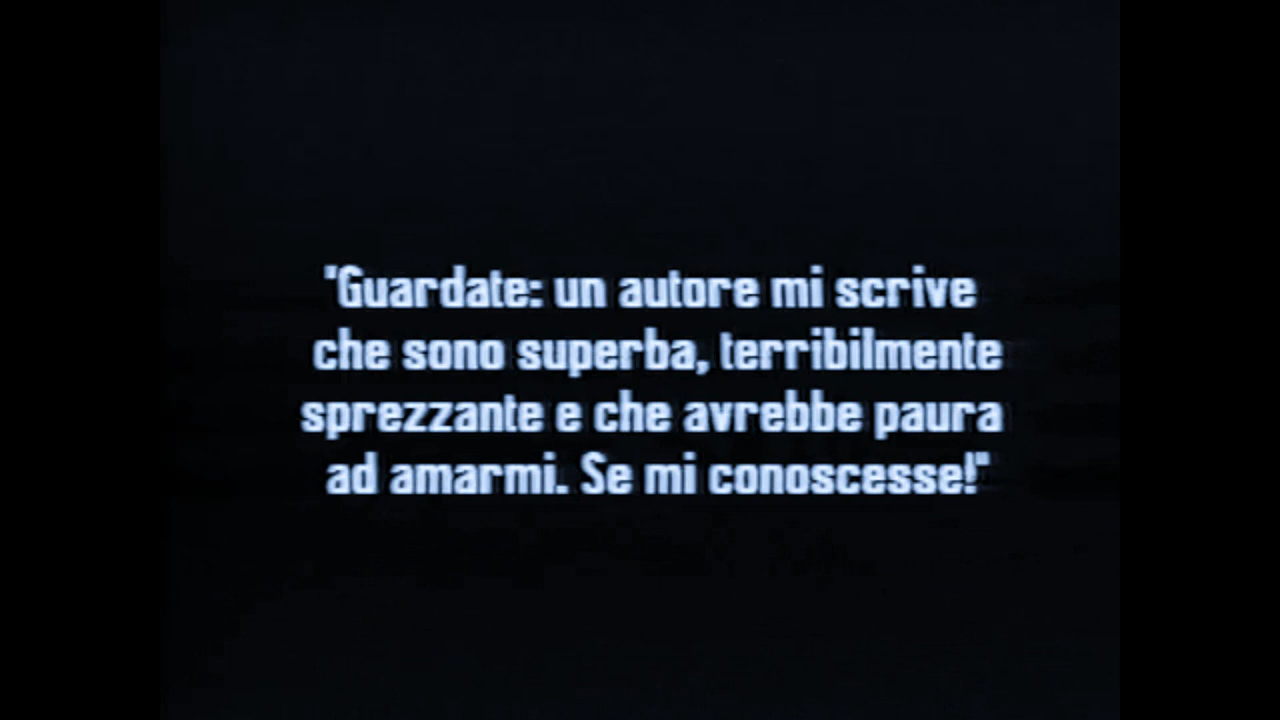 "Guardate: un autore mi scrive
che sono superba, terribilmente
sprezzante e che avrebbe paura
ad amarmi. Se mi conoscesse!"